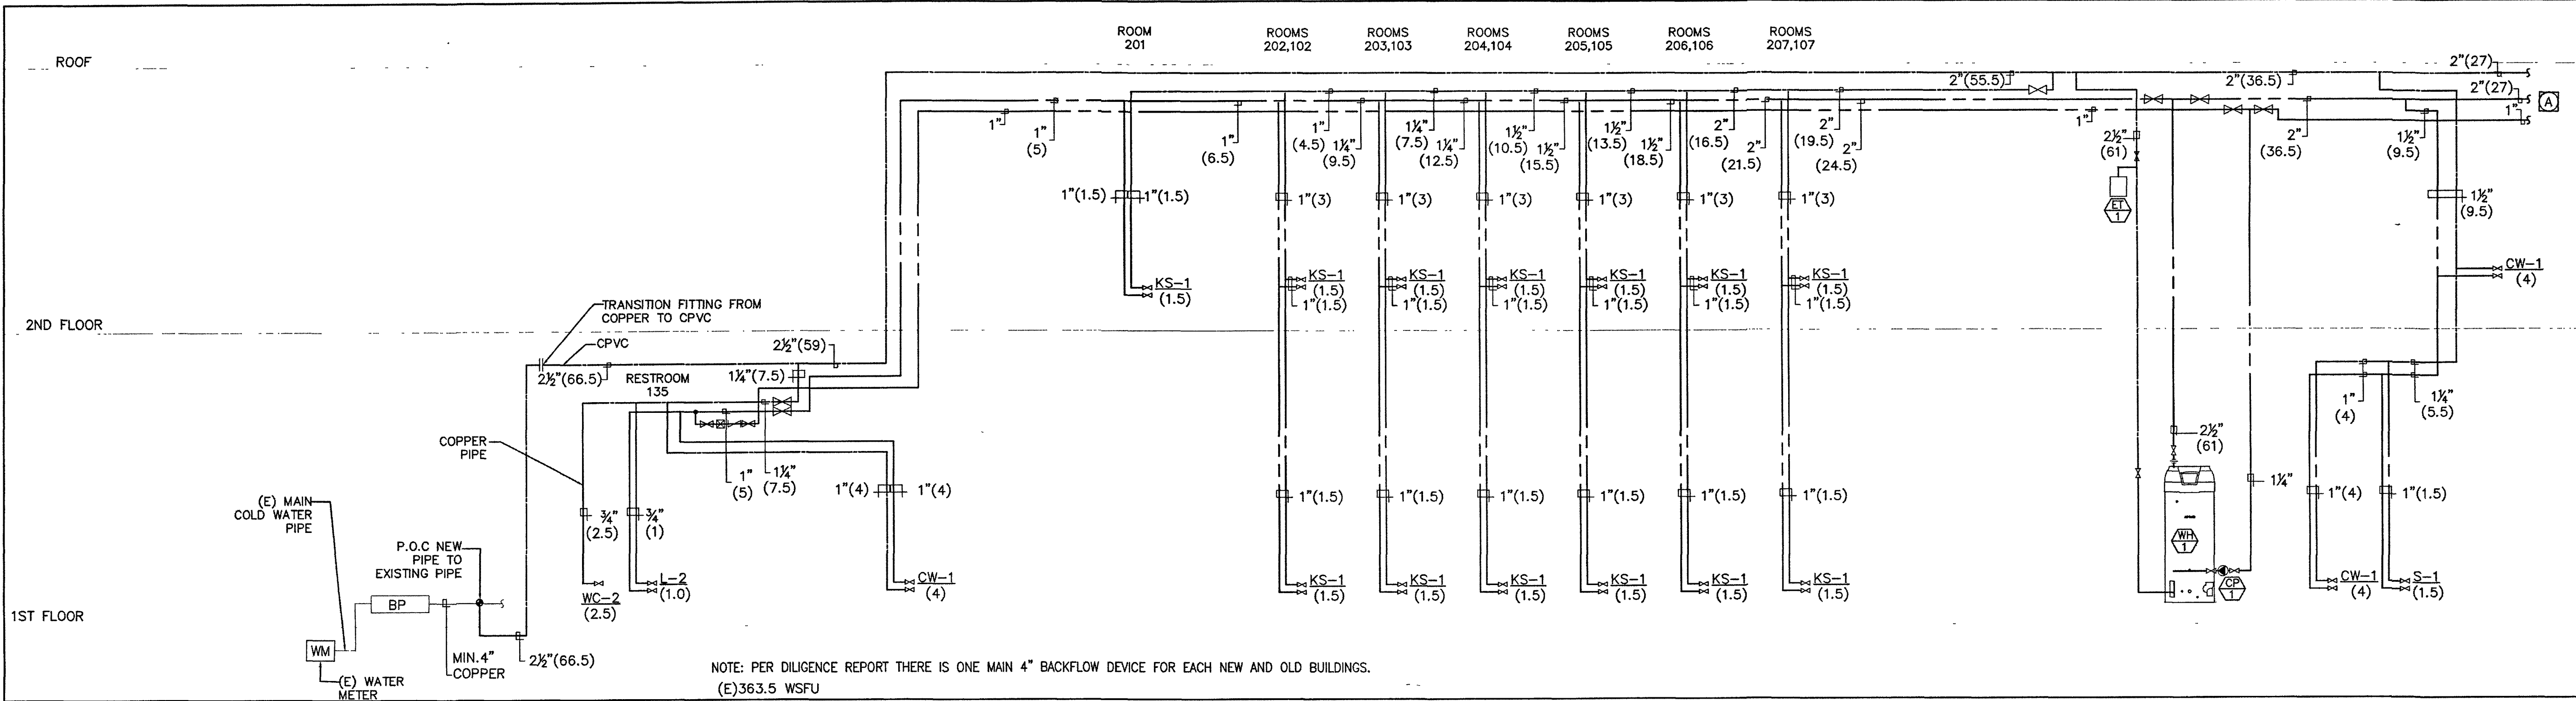 ROOM
201
ROOMS
202,102
ROOMS
203,103
ROOMS
204,104
ROOMS
205,105
ROOMS
206,106
ROOMS
207,107
ROOF
2"(55.5)
2"(36.5)
2"(27)
2"(27)
1"
A
1"
1"
(5)
1"
(6.5)
1"
(4.5)
1¼"
(9.5)
1¼"
(7.5)
1¼"
(12.5)
1½"
(10.5)
1½"
(15.5)
1½"
(13.5)
1½"
(18.5)
2"
(16.5)
2"
(21.5)
2"
(19.5)
2"
(24.5)
1"
2½"
(61)
(36.5)
2"
1½"
(9.5)
1"(1.5)
1"(1.5)
1"(3)
1"(3)
1"(3)
1"(3)
1"(3)
1"(3)
ET
1
1½"
(9.5)
KS-1
(1.5)
KS-1
(1.5)
1"(1.5)
KS-1
(1.5)
1"(1.5)
KS-1
(1.5)
1"(1.5)
KS-1
(1.5)
1"(1.5)
KS-1
(1.5)
1"(1.5)
KS-1
(1.5)
1"(1.5)
CW-1
(4)
TRANSITION FITTING FROM
COPPER TO CPVC
2ND FLOOR
CPVC
2½"(66.5)
2½"(59)
1¼"(7.5)
RESTROOM
135
COPPER
PIPE
1"
(5)
1¼"
(7.5)
1"(4)
1"(4)
¾"
(2.5)
¾"
(1)
1"(1.5)
1"(1.5)
1"(1.5)
1"(1.5)
1"(1.5)
1"(1.5)
2½"
(61)
1¼"
1"
(4)
1¼"
(5.5)
1"(4)
1"(1.5)
(E) MAIN
COLD WATER
PIPE
P.O.C NEW
PIPE TO
EXISTING PIPE
WH
1
CP
1
WC-2
(2.5)
L-2
(1.0)
CW-1
(4)
KS-1
(1.5)
KS-1
(1.5)
KS-1
(1.5)
KS-1
(1.5)
KS-1
(1.5)
KS-1
(1.5)
CW-1
(4)
S-1
(1.5)
1ST FLOOR
BP
WM
MIN.4"
COPPER
2½"(66.5)
(E) WATER
METER
NOTE: PER DILIGENCE REPORT THERE IS ONE MAIN 4" BACKFLOW DEVICE FOR EACH NEW AND OLD BUILDINGS.
(E)363.5 WSFU